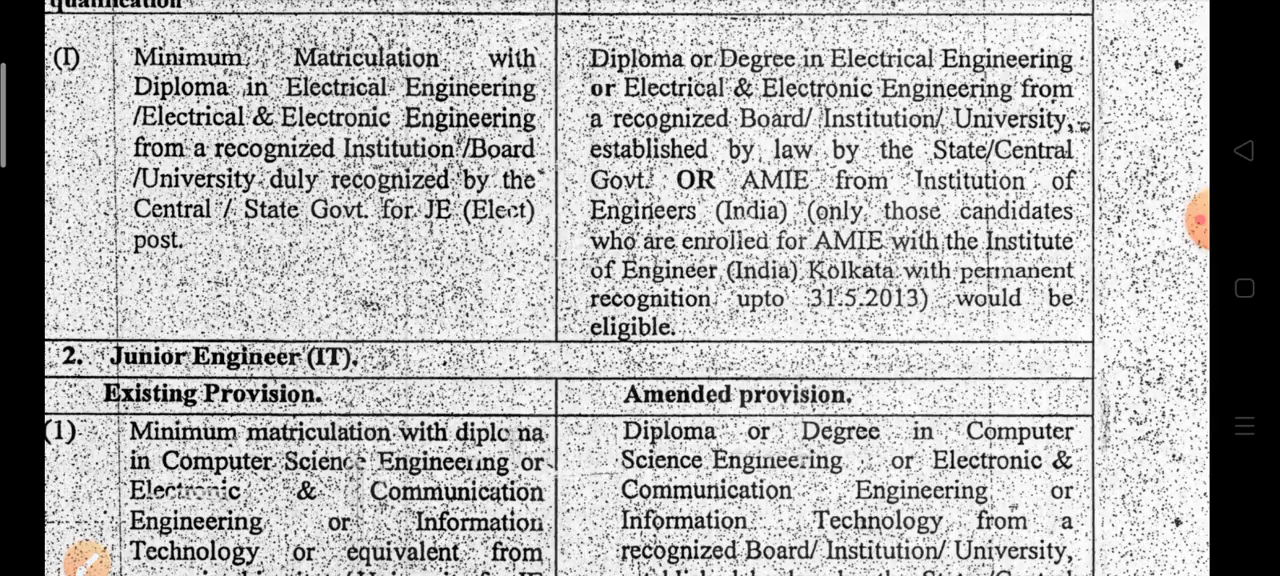 qualification
(I) Minimum Matriculation with
Diploma in Electrical Engineering
/Electrical & Electronic Engineering
from a recognized Institution /Board
/University duly recognized by the
Central / State Govt. for JE (Elect)
post.
Diploma or Degree in Electrical Engineering
or Electrical & Electronic Engineering from
a recognized Board/ Institution/ University,
established by law by the State/Central
Govt. OR AMIE from Institution of
Engineers (India) (only those candidates
who are enrolled for AMIE with the Institute
of Engineer (India) Kolkata with permanent
recognition upto 31.5.2013) would be
eligible.
2. Junior Engineer (IT).
Existing Provision.
Amended provision.
(1) Minimum matriculation with diplo na
in Computer Science Engineering or
Electronic & Communication
Engineering or Information
Technology or equivalent from
Diploma or Degree in Computer
Science Engineering or Electronic &
Communication Engineering or
Information Technology from a
recognized Board/ Institution/ University,